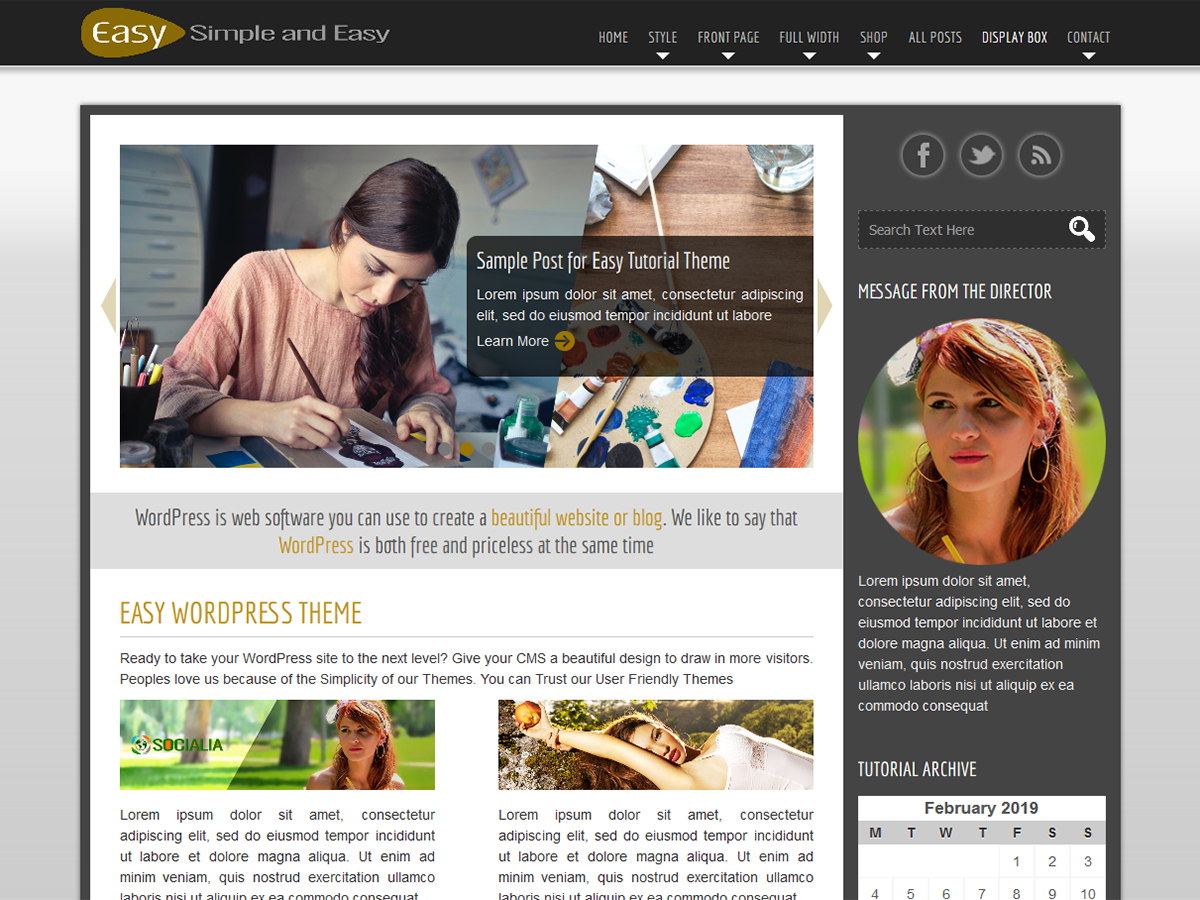 Easy Simple and Easy
HOME STYLE FRONT PAGE FULL WIDTH SHOP ALL POSTS DISPLAY BOX CONTACT
Sample Post for Easy Tutorial Theme
Lorem ipsum dolor sit amet, consectetur adipiscing
elit, sed do eiusmod tempor incididunt ut labore
Learn More
WordPress is web software you can use to create a beautiful website or blog. We like to say that
WordPress is both free and priceless at the same time
EASY WORDPRESS THEME
Ready to take your WordPress site to the next level? Give your CMS a beautiful design to draw in more visitors.
Peoples love us because of the Simplicity of our Themes. You can Trust our User Friendly Themes
SOCIALIA
Lorem ipsum dolor sit amet, consectetur
adipiscing elit, sed do eiusmod tempor incididunt
ut labore et dolore magna aliqua. Ut enim ad
minim veniam, quis nostrud exercitation ullamco
laboris nisi ut aliquip ex ea commodo consequat
Lorem ipsum dolor sit amet, consectetur
adipiscing elit, sed do eiusmod tempor incididunt
ut labore et dolore magna aliqua. Ut enim ad
minim veniam, quis nostrud exercitation ullamco
laboris nisi ut aliquip ex ea commodo consequat
Search Text Here
MESSAGE FROM THE DIRECTOR
Lorem ipsum dolor sit amet,
consectetur adipiscing elit, sed do
eiusmod tempor incididunt ut labore et
dolore magna aliqua. Ut enim ad minim
veniam, quis nostrud exercitation
ullamco laboris nisi ut aliquip ex ea
commodo consequat
TUTORIAL ARCHIVE
February 2019
M T W T F S S
1 2 3
4 5 6 7 8 9 10